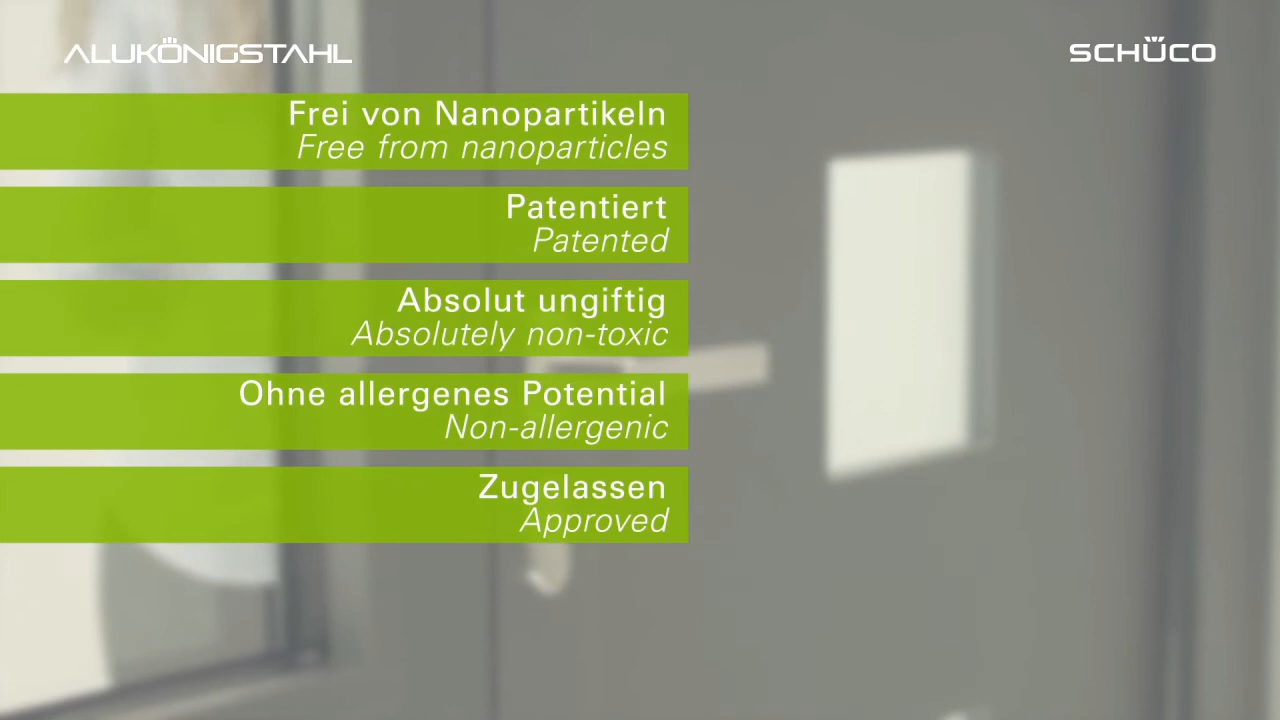 ALUKÖNIGSTAHL
SCHÜCO
Frei von Nanopartikeln
Free from nanoparticles
Patentiert
Patented
Absolut ungiftig
Absolutely non-toxic
Ohne allergenes Potential
Non-allergenic
Zugelassen
Approved